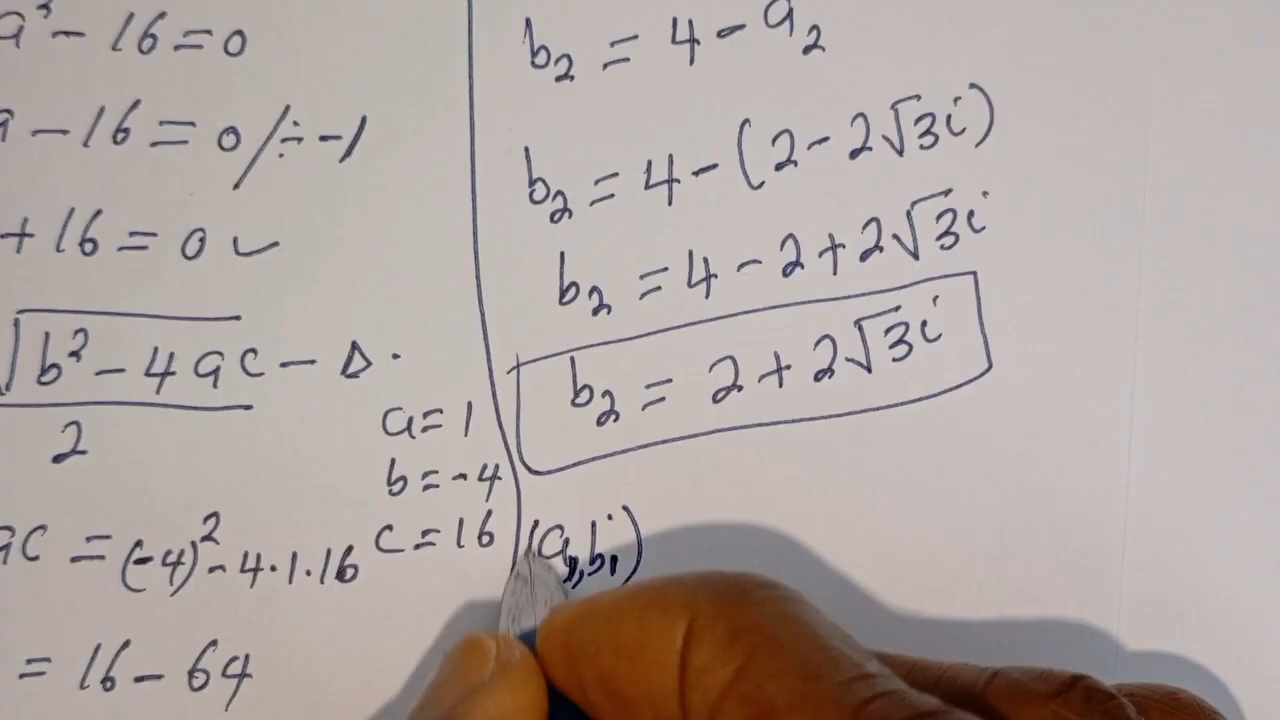 a² - 16 = 0
a - 16 = 0 / ÷ -1
+ 16 = 0 ✓
√b² - 4ac - Δ.
2
a = 1
b = -4
c = 16
ac = (-4)² - 4·1·16
= 16 - 64
b₂ = 4 - a₂
b₂ = 4 - (2 - 2√3i)
b₂ = 4 - 2 + 2√3i
b₂ = 2 + 2√3i
(a₁, b₁)